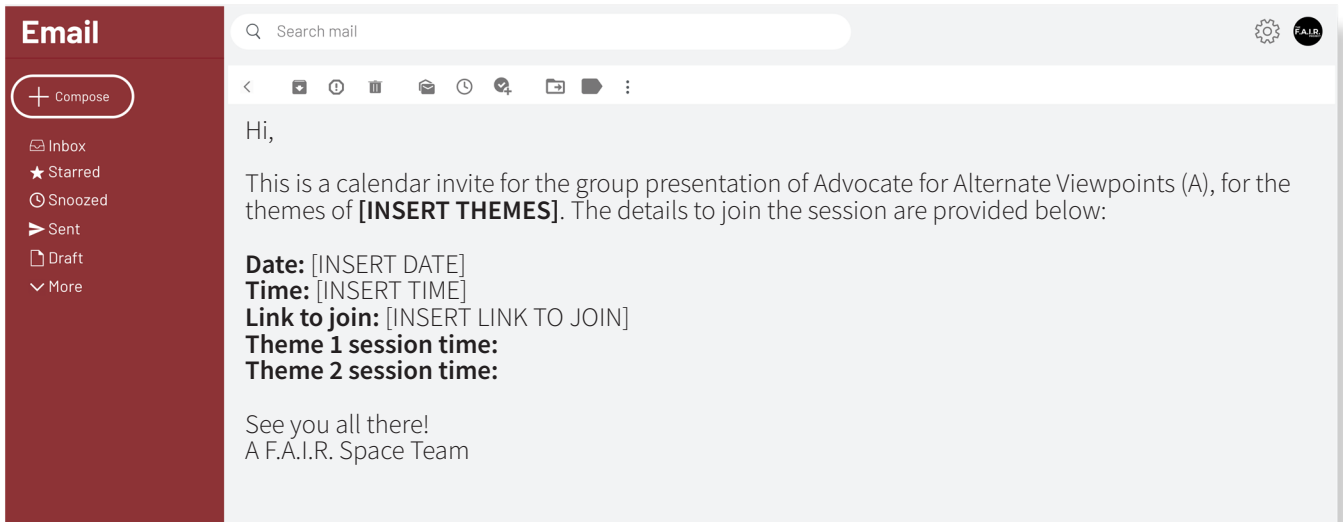 Email
Search mail
F.A.I.R.
Compose
Inbox
Starred
Snoozed
Sent
Draft
More
Hi,
This is a calendar invite for the group presentation of Advocate for Alternate Viewpoints (A), for the
themes of [INSERT THEMES]. The details to join the session are provided below:
Date: [INSERT DATE]
Time: [INSERT TIME]
Link to join: [INSERT LINK TO JOIN]
Theme 1 session time:
Theme 2 session time:
See you all there!
A F.A.I.R. Space Team